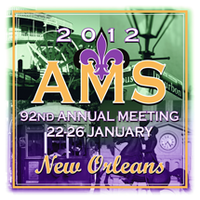 2012
AMS
92ND ANNUAL MEETING
22-26 JANUARY
New Orleans